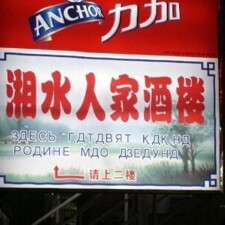 ANCHOR 力加
湘水人家酒楼
ЗДЕСЬ "ГДТДВЯТ КДК НД
РОДИНЕ МДО ДЗЕДУНД
请上二楼